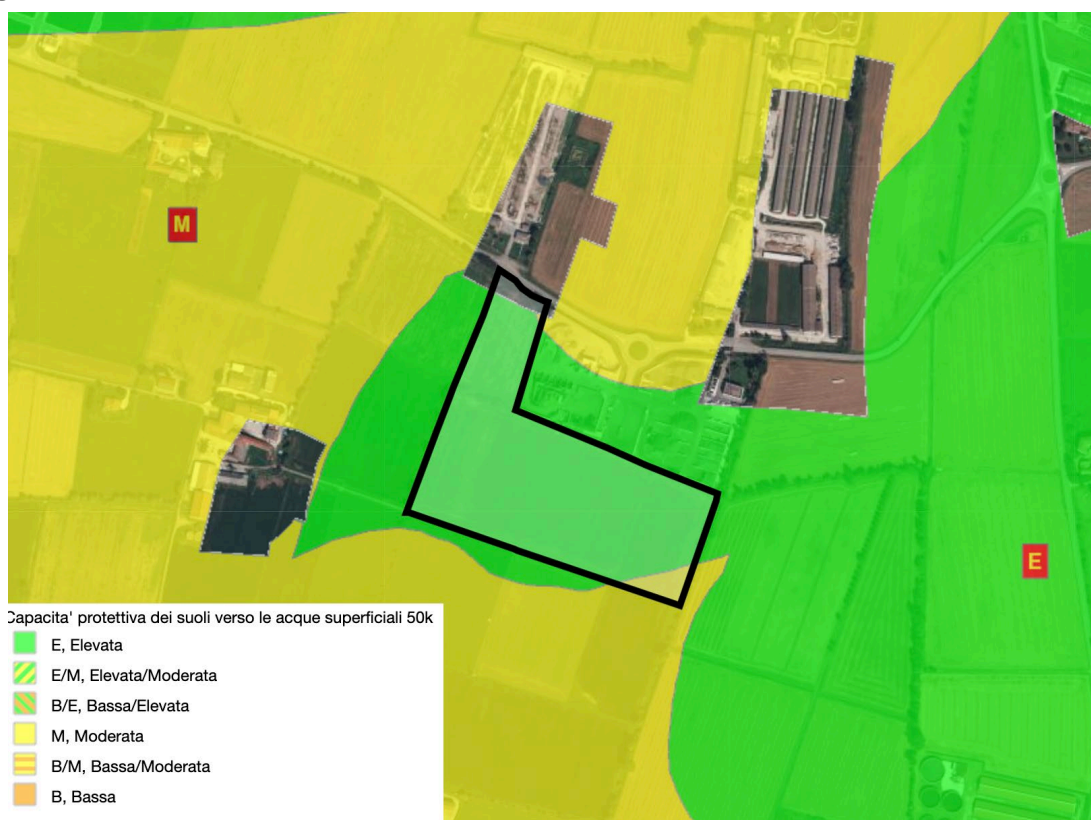 M
E
Capacita' protettiva dei suoli verso le acque superficiali 50k
E, Elevata
E/M, Elevata/Moderata
B/E, Bassa/Elevata
M, Moderata
B/M, Bassa/Moderata
B, Bassa